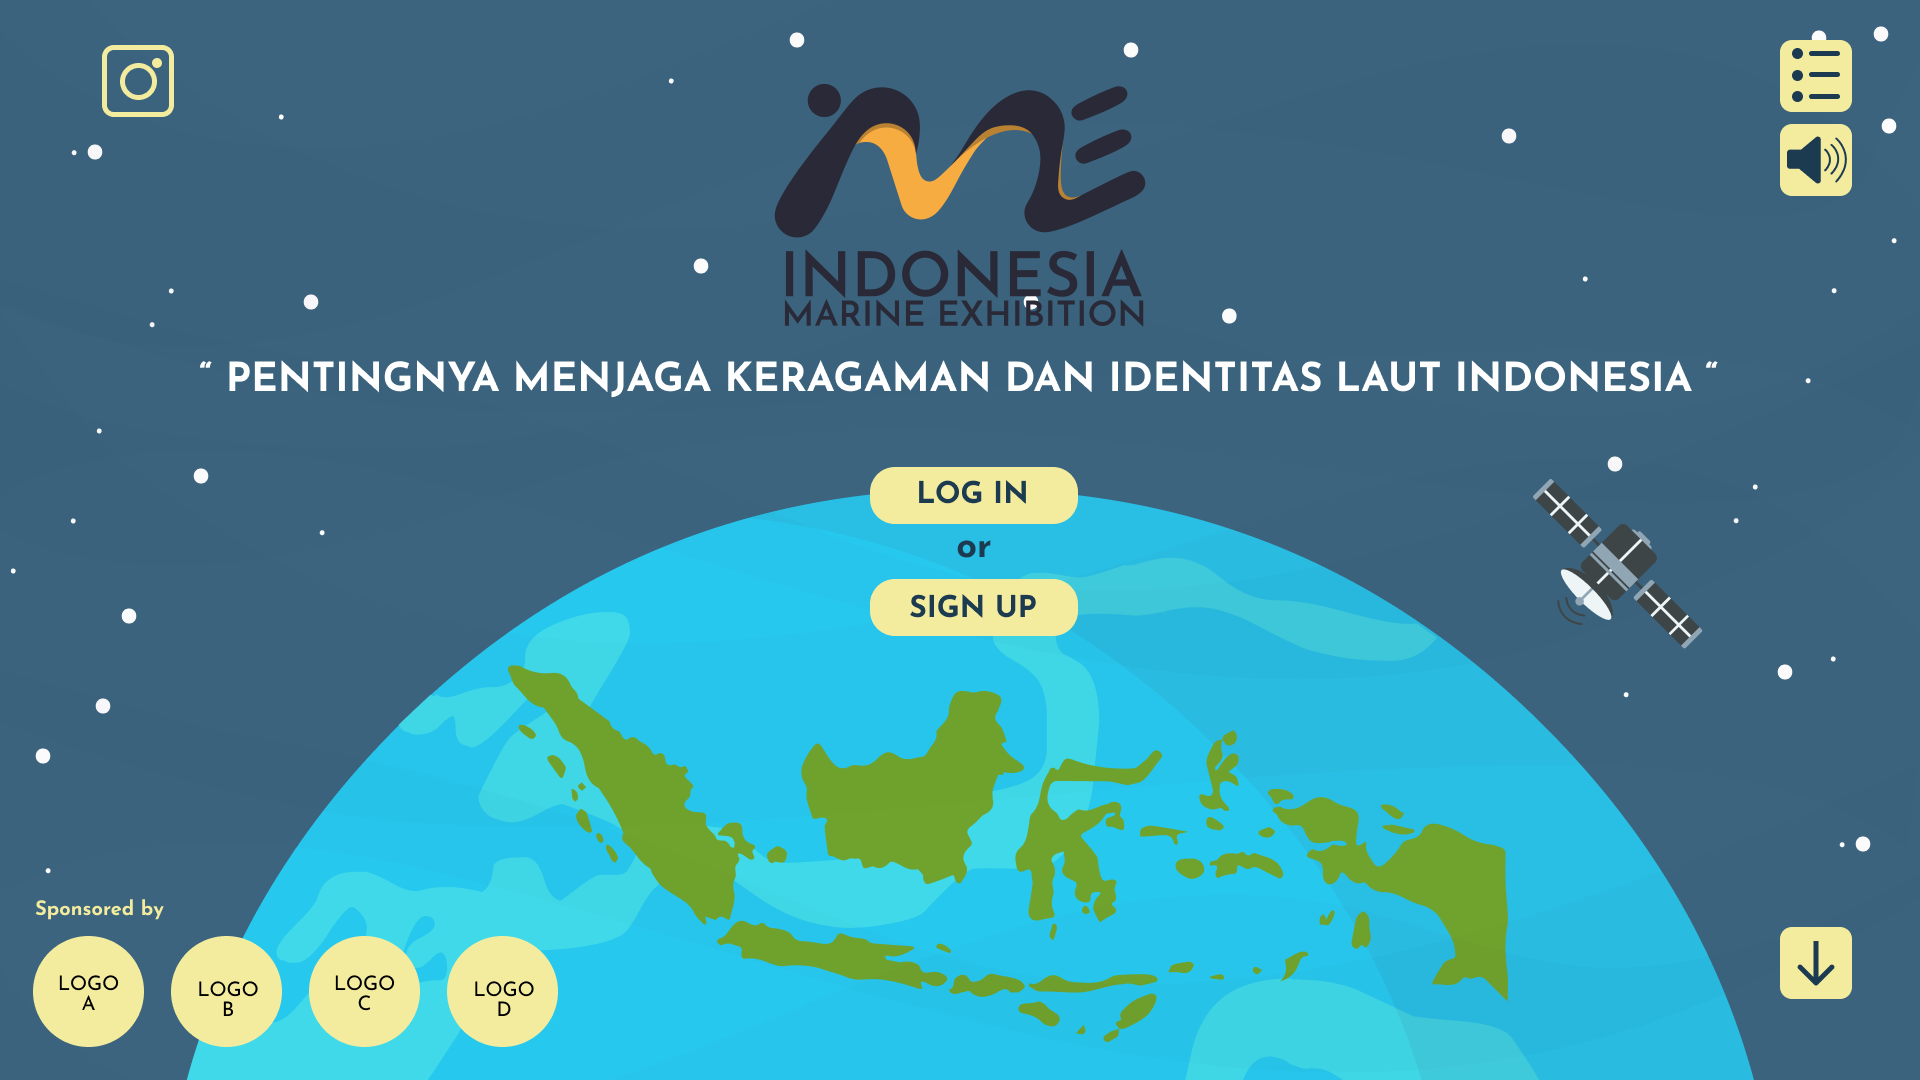 INDONESIA
MARINE EXHIBITION
“ PENTINGNYA MENJAGA KERAGAMAN DAN IDENTITAS LAUT INDONESIA “
LOG IN
or
SIGN UP
Sponsored by
LOGO
A
LOGO
B
LOGO
C
LOGO
D